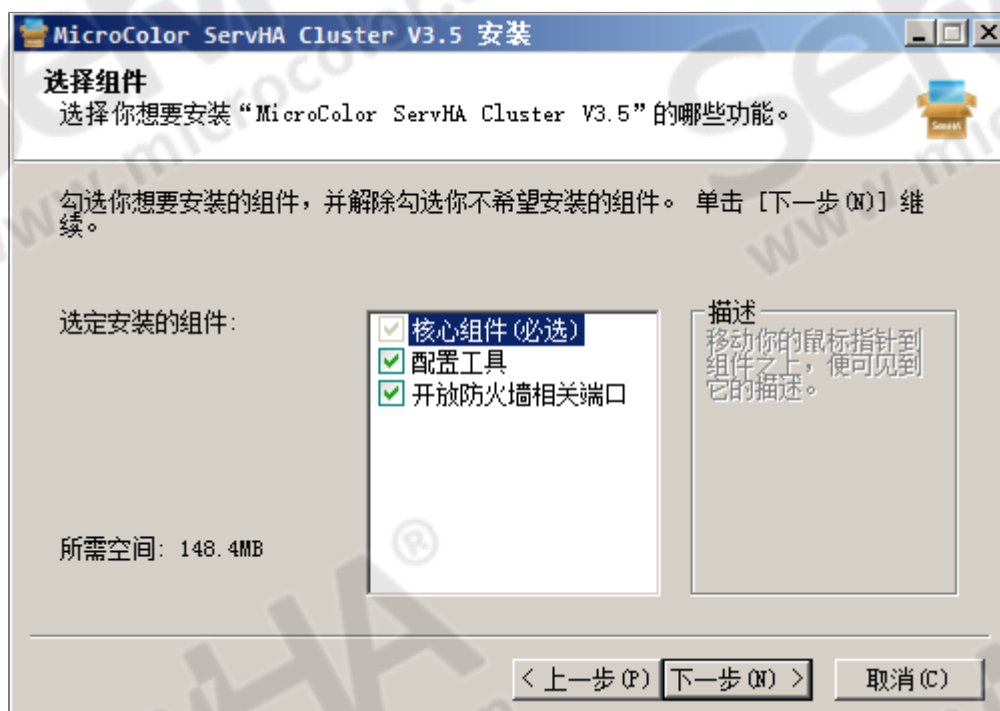 MicroColor ServHA Cluster V3.5 安装
选择组件
选择你想要安装“MicroColor ServHA Cluster V3.5”的哪些功能。
ServHA
勾选你想要安装的组件，并解除勾选你不希望安装的组件。 单击 [下一步(N)] 继
续。
选定安装的组件:
核心组件(必选)
配置工具
开放防火墙相关端口
描述
移动你的鼠标指针到
组件之上，便可见到
它的描述。
所需空间: 148.4MB
< 上一步(P)
下一步(N) >
取消(C)